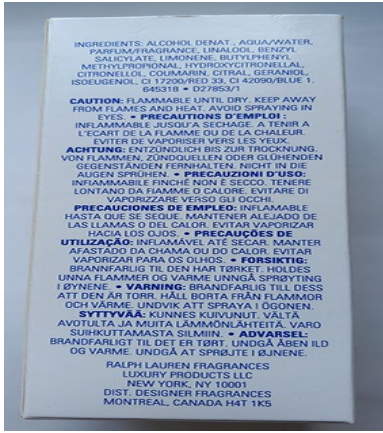 INGREDIENTS: ALCOHOL DENAT., AQUA/WATER,
PARFUM/FRAGRANCE, LINALOOL, BENZYL
SALICYLATE, LIMONENE, BUTYLPHENYL
METHYLPROPIONAL, HYDROXYCITRONELLAL,
CITRONELLOL, COUMARIN, CITRAL, GERANIOL,
ISOEUGENOL, CI 17200/RED 33, CI 42090/BLUE 1.
645318 • D27853/1
CAUTION: FLAMMABLE UNTIL DRY. KEEP AWAY
FROM FLAMES AND HEAT. AVOID SPRAYING IN
EYES. • PRECAUTIONS D'EMPLOI :
INFLAMMABLE JUSQU'A SECHAGE. A TENIR A
L'ECART DE LA FLAMME OU DE LA CHALEUR.
EVITER DE VAPORISER VERS LES YEUX.
ACHTUNG: ENTZÜNDLICH BIS ZUR TROCKNUNG.
VON FLAMMEN, ZÜNDQUELLEN ODER GLÜHENDEN
GEGENSTÄNDEN FERNHALTEN. NICHT IN DIE
AUGEN SPRÜHEN. • PRECAUZIONI D'USO:
INFIAMMABILE FINCHÉ NON È SECCO. TENERE
LONTANO DA FIAMME O CALORE. EVITARE DI
VAPORIZZARE VERSO GLI OCCHI.
PRECAUCIONES DE EMPLEO: INFLAMABLE
HASTA QUE SE SEQUE. MANTENER ALEJADO DE
LAS LLAMAS O DEL CALOR. EVITAR VAPORIZAR
HACIA LOS OJOS. • PRECAUÇÕES DE
UTILIZAÇÃO: INFLAMÁVEL ATÉ SECAR. MANTER
AFASTADO DA CHAMA OU DO CALOR. EVITAR
VAPORIZAR PARA OS OLHOS. • FORSIKTIG:
BRANNFARLIG TIL DEN HAR TØRKET. HOLDES
UNNA FLAMMER OG VARME UNNGÅ SPRØYTING
I ØYNENE. • VARNING: BRANDFARLIG TILL DESS
ATT DEN ÄR TORR. HÅLL BORTA FRÅN FLAMMOR
OCH VÄRME. UNDVIK ATT SPRAYA I ÖGONEN.
SYTTYVÄÄ: KUNNES KUIVUNUT. VÄLTÄ
AVOTULTA JA MUITA LÄMMÖNLÄHTEITÄ. VARO
SUIHKUTTAMASTA SILMIIN. • ADVARSEL:
BRANDFARLIGT TIL DET ER TØRT. UNDGÅ ÅBEN ILD
OG VARME. UNDGÅ AT SPRØJTE I ØJNENE.
RALPH LAUREN FRAGRANCES
LUXURY PRODUCTS LLC
NEW YORK, NY 10001
DIST. DESIGNER FRAGRANCES
MONTREAL, CANADA H4T 1K5